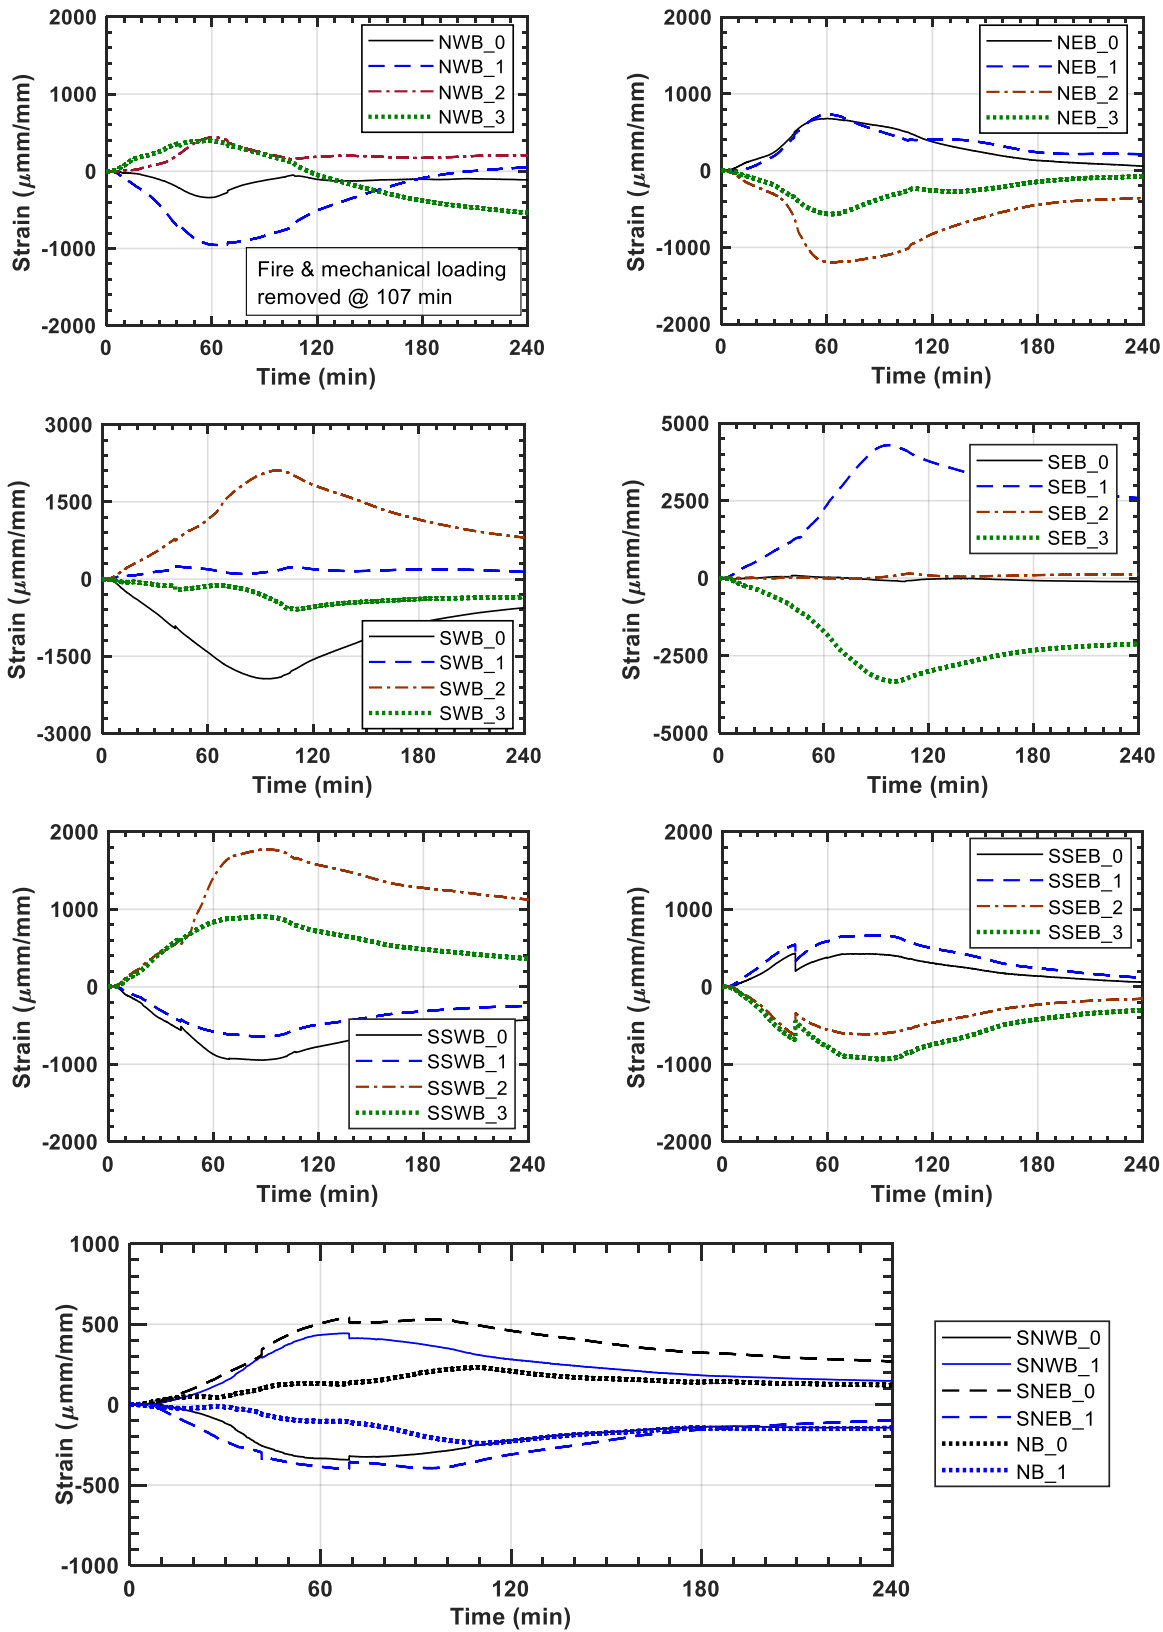 2000
1000
0
-1000
-2000
Strain (μmm/mm)
NWB_0
NWB_1
NWB_2
NWB_3
Fire & mechanical loading
removed @ 107 min
0 60 120 180 240
Time (min)
2000
1000
0
-1000
-2000
Strain (μmm/mm)
NEB_0
NEB_1
NEB_2
NEB_3
0 60 120 180 240
Time (min)
3000
1500
0
-1500
-3000
Strain (μmm/mm)
SWB_0
SWB_1
SWB_2
SWB_3
0 60 120 180 240
Time (min)
5000
2500
0
-2500
-5000
Strain (μmm/mm)
SEB_0
SEB_1
SEB_2
SEB_3
0 60 120 180 240
Time (min)
2000
1000
0
-1000
-2000
Strain (μmm/mm)
SSWB_0
SSWB_1
SSWB_2
SSWB_3
0 60 120 180 240
Time (min)
2000
1000
0
-1000
-2000
Strain (μmm/mm)
SSEB_0
SSEB_1
SSEB_2
SSEB_3
0 60 120 180 240
Time (min)
1000
500
0
-500
-1000
Strain (μmm/mm)
0 60 120 180 240
Time (min)
SNWB_0
SNWB_1
SNEB_0
SNEB_1
NB_0
NB_1